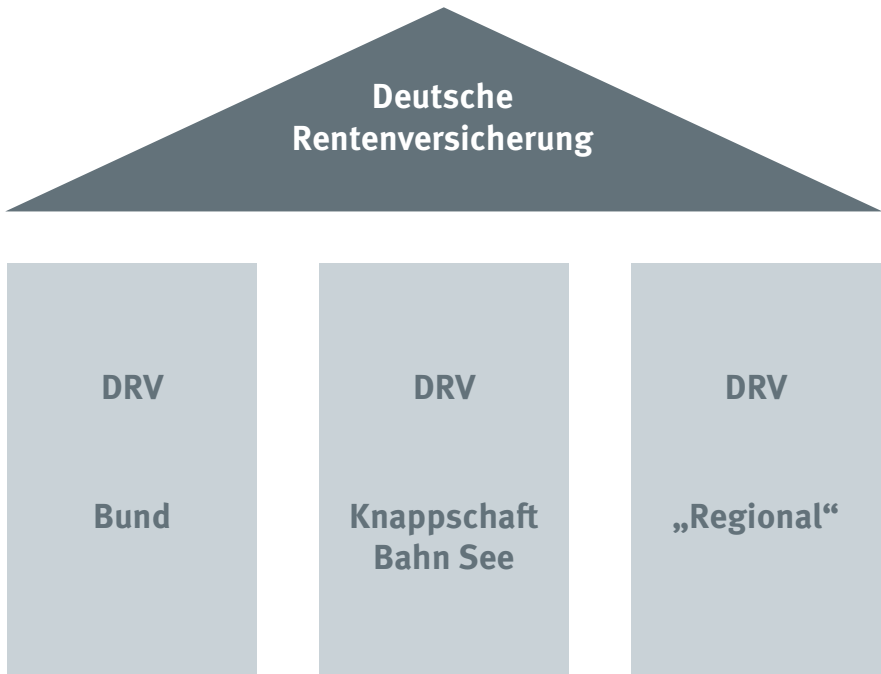 Deutsche
Rentenversicherung
DRV
Bund
DRV
Knappschaft
Bahn See
DRV
„Regional“